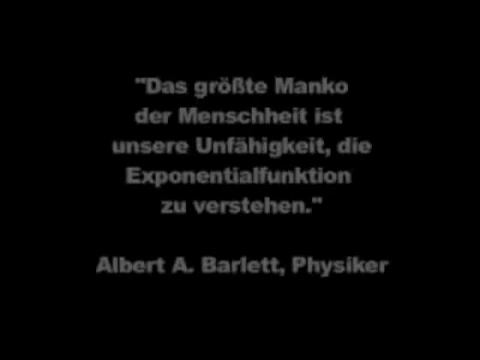 "Das größte Manko
der Menschheit ist
unsere Unfähigkeit, die
Exponentialfunktion
zu verstehen."
Albert A. Barlett, Physiker